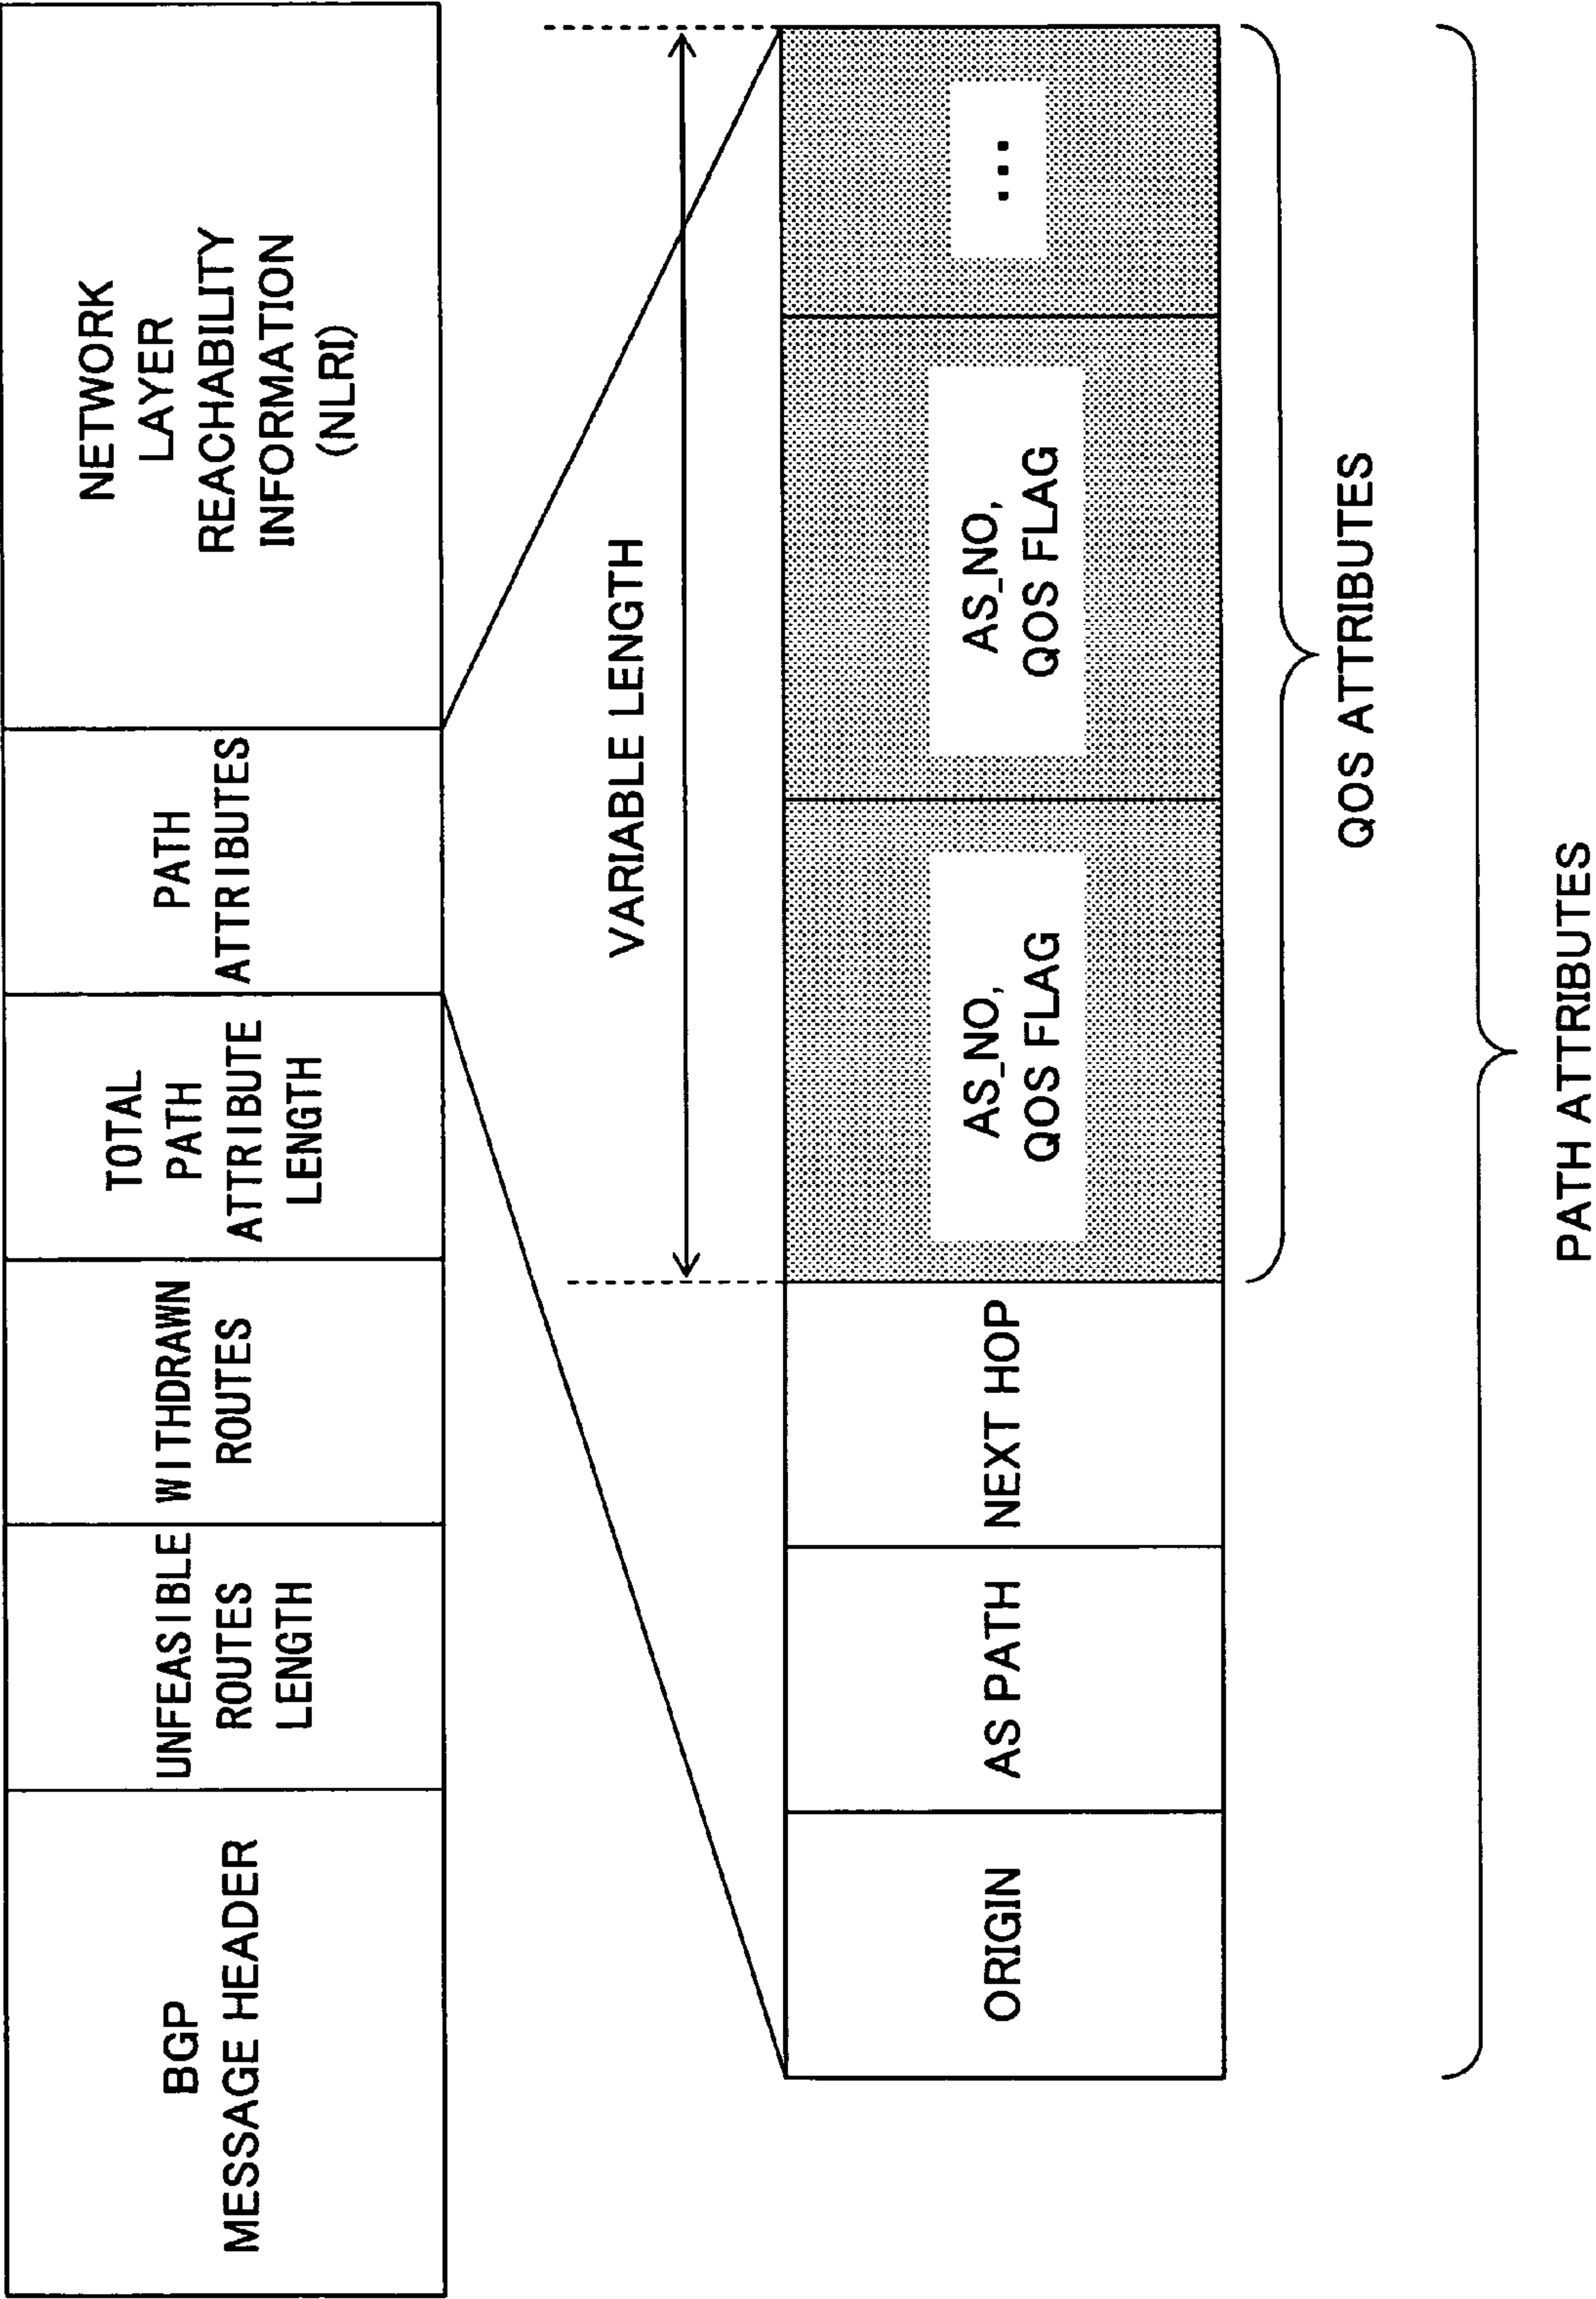 BGP
MESSAGE HEADER
UNFEASIBLE
ROUTES
LENGTH
WITHDRAWN
ROUTES
TOTAL
PATH
ATTRIBUTE
LENGTH
PATH
ATTRIBUTES
NETWORK
LAYER
REACHABILITY
INFORMATION
(NLRI)
VARIABLE LENGTH
ORIGIN
AS PATH
NEXT HOP
AS_NO,
QOS FLAG
AS_NO,
QOS FLAG
...
QOS ATTRIBUTES
PATH ATTRIBUTES